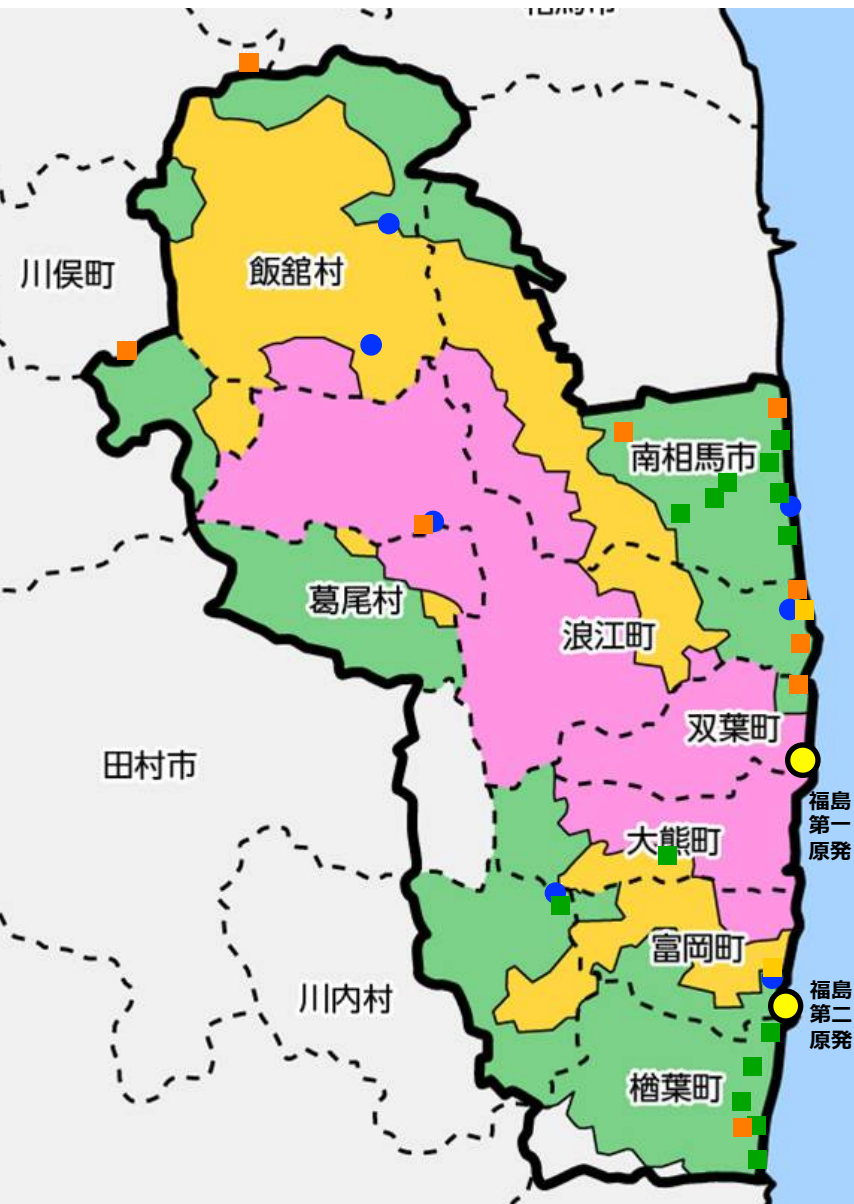 川俣町
飯舘村
南相馬市
葛尾村
浪江町
双葉町
田村市
福島
第一
原発
大熊町
富岡町
川内村
福島
第二
原発
楢葉町